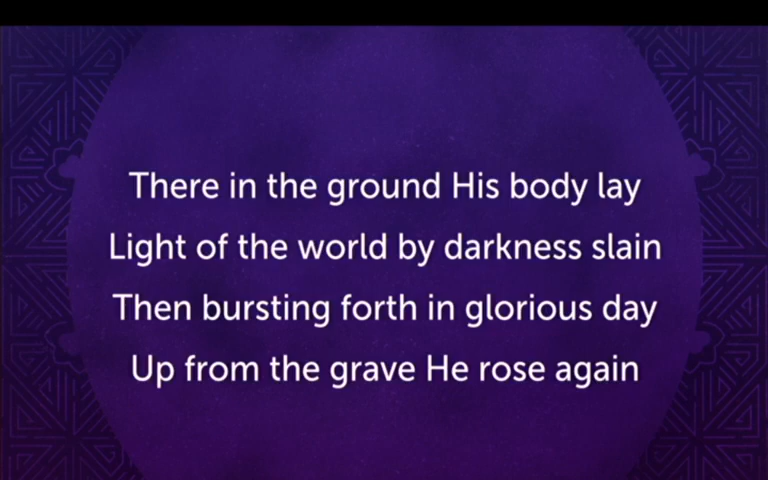 There in the ground His body lay
Light of the world by darkness slain
Then bursting forth in glorious day
Up from the grave He rose again